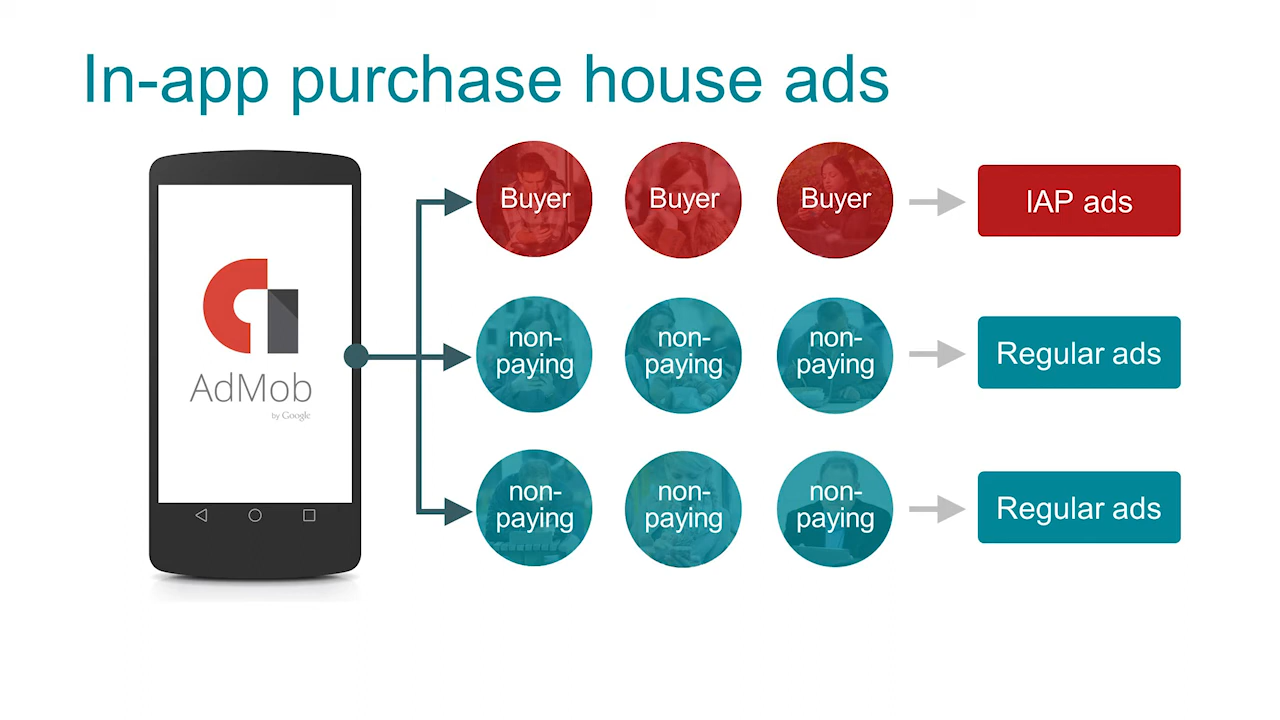 In-app purchase house ads
AdMob
by Google
Buyer
Buyer
Buyer
IAP ads
non-
paying
non-
paying
non-
paying
Regular ads
non-
paying
non-
paying
non-
paying
Regular ads